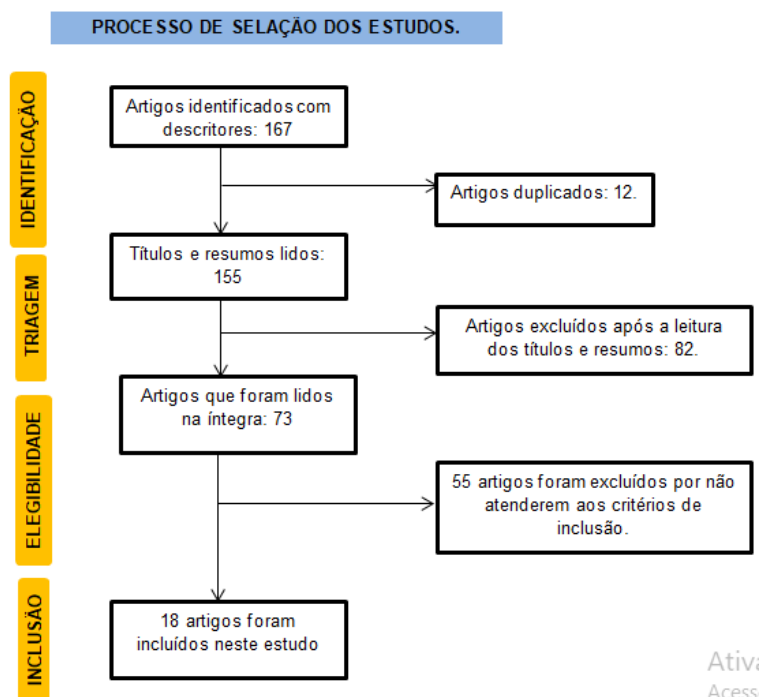 PROCESSO DE SELAÇÃO DOS ESTUDOS.
IDENTIFICAÇÃO
Artigos identificados com
descritores: 167
Artigos duplicados: 12.
Títulos e resumos lidos:
155
TRIAGEM
Artigos excluídos após a leitura
dos títulos e resumos: 82.
Artigos que foram lidos
na íntegra: 73
ELEGIBILIDADE
55 artigos foram excluídos por não
atenderem aos critérios de
inclusão.
INCLUSÃO
18 artigos foram
incluídos neste estudo